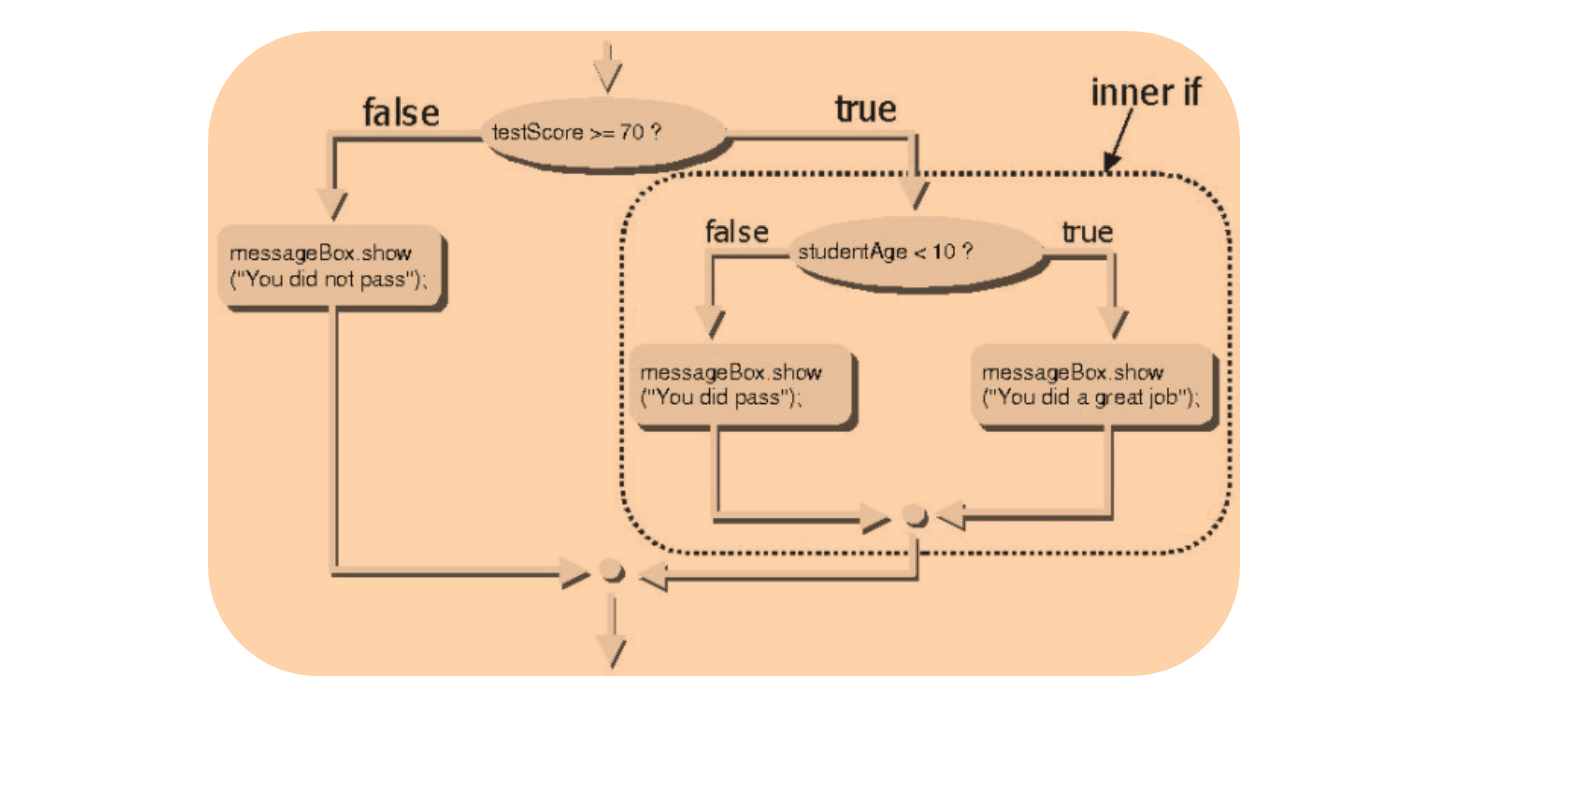 false
testScore >= 70 ?
true
inner if
messageBox.show
("You did not pass");
false
studentAge < 10 ?
true
messageBox.show
("You did pass");
messageBox.show
("You did a great job");